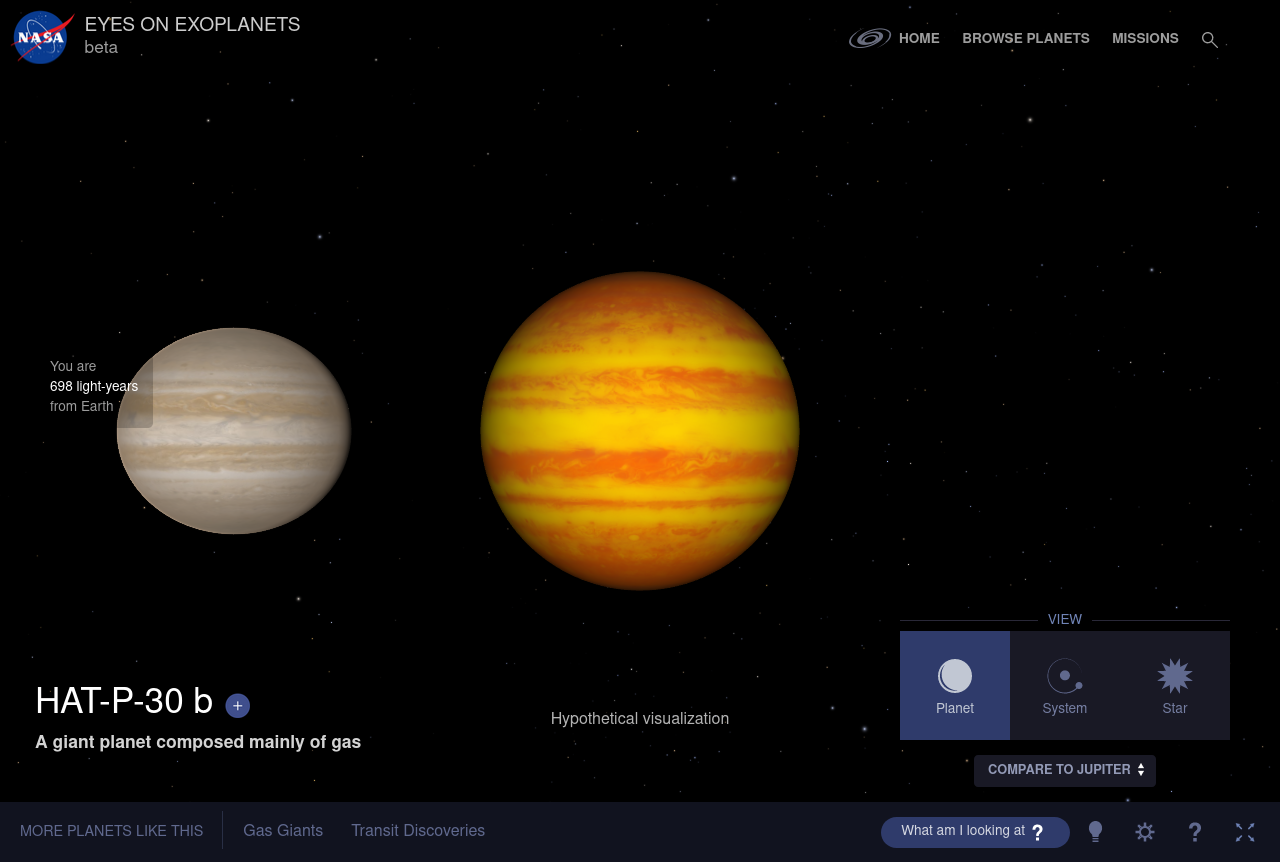 NASA
EYES ON EXOPLANETS
beta
HOME
BROWSE PLANETS
MISSIONS
You are
698 light-years
from Earth
HAT-P-30 b +
A giant planet composed mainly of gas
Hypothetical visualization
VIEW
Planet
System
Star
COMPARE TO JUPITER
MORE PLANETS LIKE THIS
Gas Giants
Transit Discoveries
What am I looking at ?
?